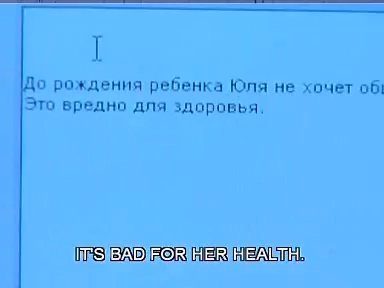 До рождения ребенка Юля не хочет
Это вредно для здоровья.
IT'S BAD FOR HER HEALTH.